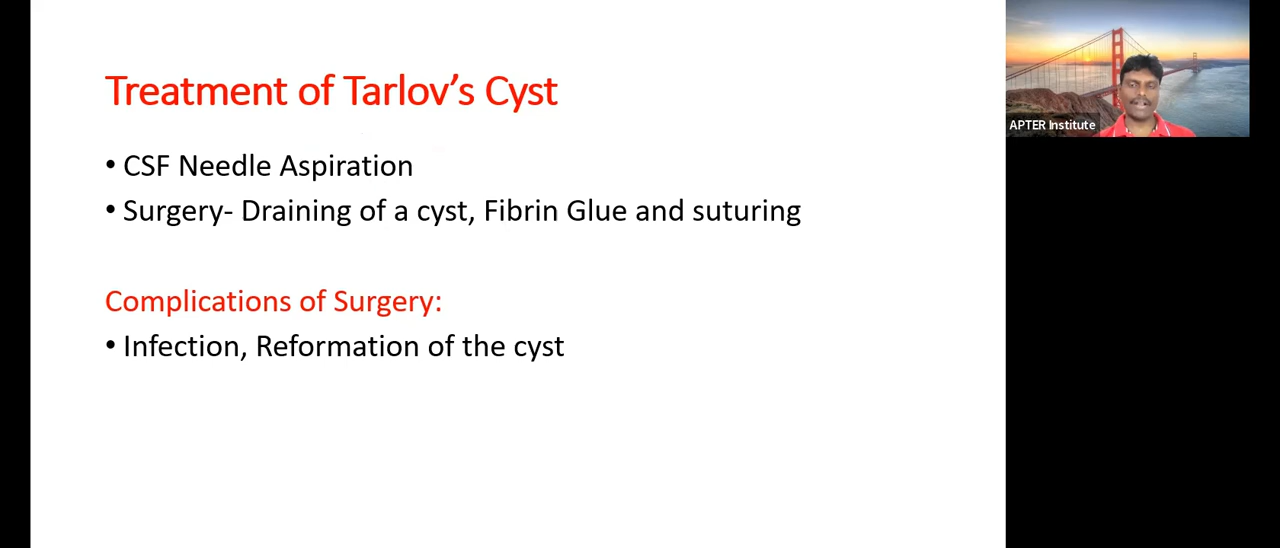 Treatment of Tarlov’s Cyst
• CSF Needle Aspiration
• Surgery- Draining of a cyst, Fibrin Glue and suturing
Complications of Surgery:
• Infection, Reformation of the cyst
APTER Institute